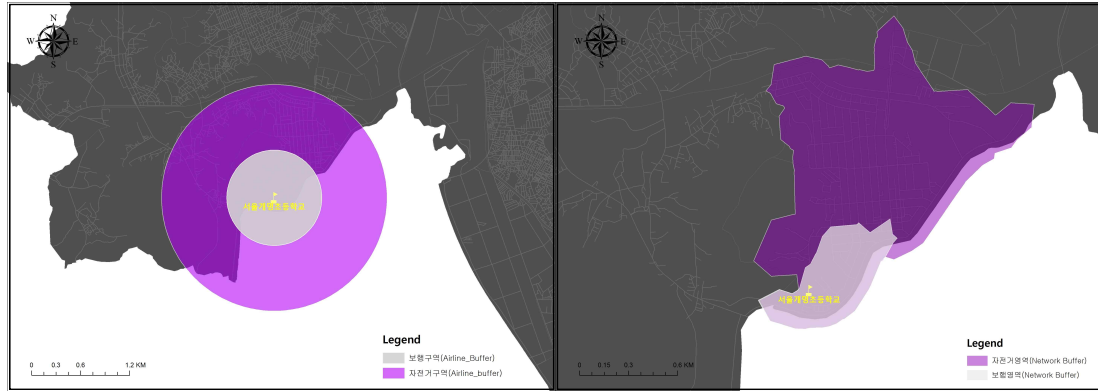 N
W
E
S
서울개명초등학교
Legend
보행구역(Airline_Buffer)
자전거구역(Airline_buffer)
0 0.3 0.6 1.2 KM
N
W
E
S
서울개명초등학교
Legend
자전거영역(Network Buffer)
보행영역(Network Buffer)
0 0.15 0.3 0.6 KM